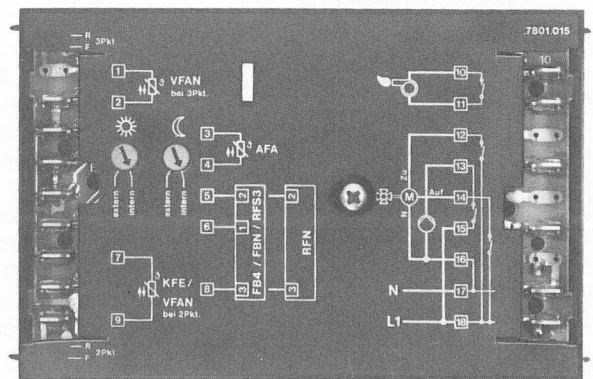 R
F
3Pkt
.7801.015
10
1
2
ϑ
VFAN
bei 3Pkt.
3
4
ϑ
AFA
extern
intern
extern
intern
5
6
8
2
1
3
FB4 / FBN / RFS3
2
3
RFN
7
9
ϑ
KFE /
VFAN
bei 2Pkt.
R
F
2Pkt
10
11
12
13
14
15
16
17
18
Zu
Auf
N
M
N
L1